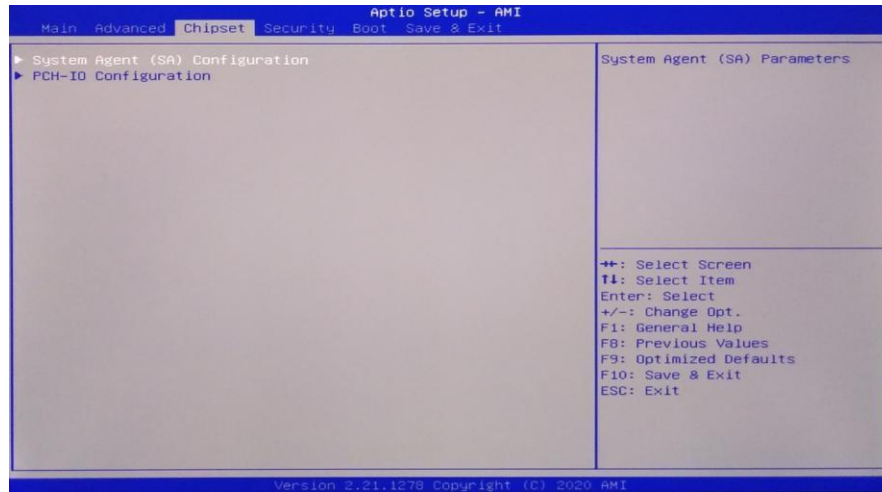 Aptio Setup - AMI
Main Advanced Chipset Security Boot Save & Exit
► System Agent (SA) Configuration
► PCH-IO Configuration
System Agent (SA) Parameters
→←: Select Screen
↑↓: Select Item
Enter: Select
+/-: Change Opt.
F1: General Help
F8: Previous Values
F9: Optimized Defaults
F10: Save & Exit
ESC: Exit
Version 2.21.1278 Copyright (C) 2020 AMI